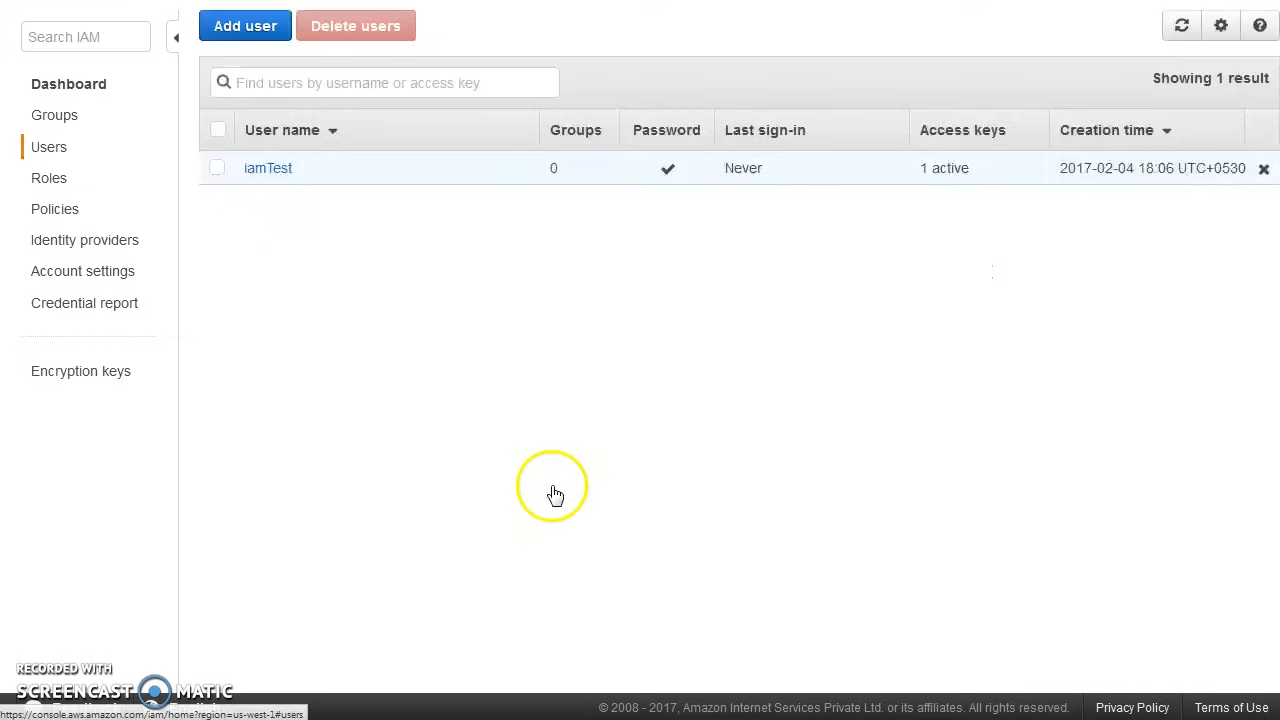 Search IAM
Add user
Delete users
Dashboard
Groups
Users
Roles
Policies
Identity providers
Account settings
Credential report
Encryption keys
Find users by username or access key
Showing 1 result
User name Groups Password Last sign-in Access keys Creation time
iamTest 0 Never 1 active 2017-02-04 18:06 UTC+0530
RECORDED WITH
SCREENCAST MATIC
© 2008 - 2017, Amazon Internet Services Private Ltd. or its affiliates. All rights reserved. Privacy Policy Terms of Use
https://console.aws.amazon.com/iam/home?region=us-west-1#users